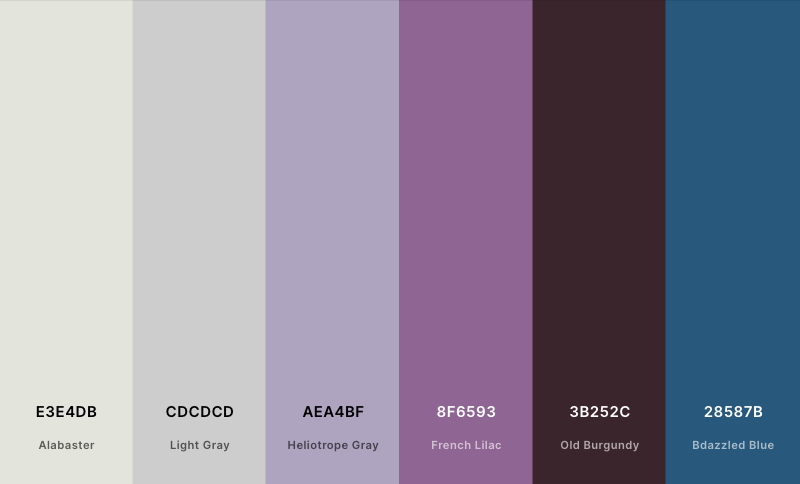 E3E4DB
Alabaster
CDCDCD
Light Gray
AEA4BF
Heliotrope Gray
8F6593
French Lilac
3B252C
Old Burgundy
28587B
Bdazzled Blue